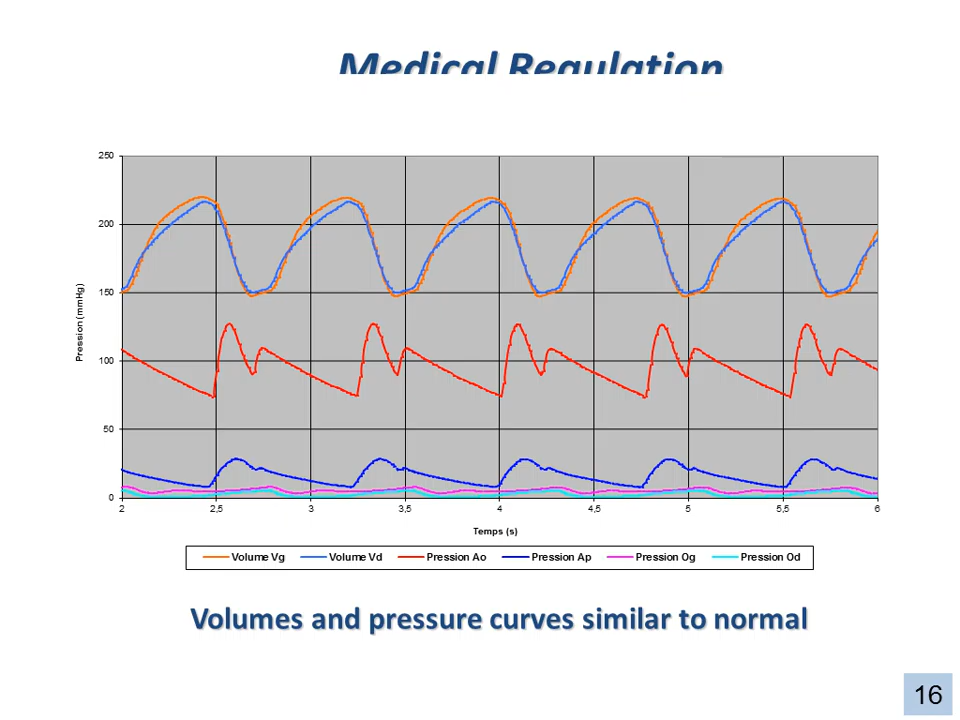 Medical Regulation
250
200
150
100
50
0
Pression (mmHg)
2 2,5 3 3,5 4 4,5 5 5,5 6
Temps (s)
Volume Vg Volume Vd Pression Ao Pression Ap Pression Og Pression Od
Volumes and pressure curves similar to normal
16